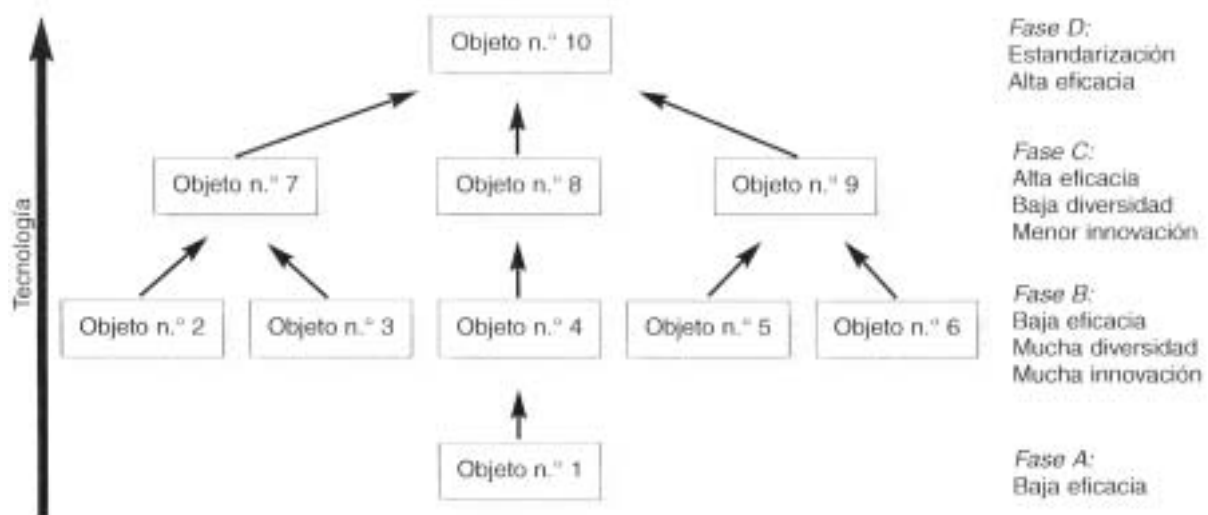 Objeto n.° 10
Fase D:
Estandarización
Alta eficacia
Objeto n.° 7
Objeto n.° 8
Objeto n.° 9
Fase C:
Alta eficacia
Baja diversidad
Menor innovación
Tecnología
Objeto n.° 2
Objeto n.° 3
Objeto n.° 4
Objeto n.° 5
Objeto n.° 6
Fase B:
Baja eficacia
Mucha diversidad
Mucha innovación
Objeto n.° 1
Fase A:
Baja eficacia